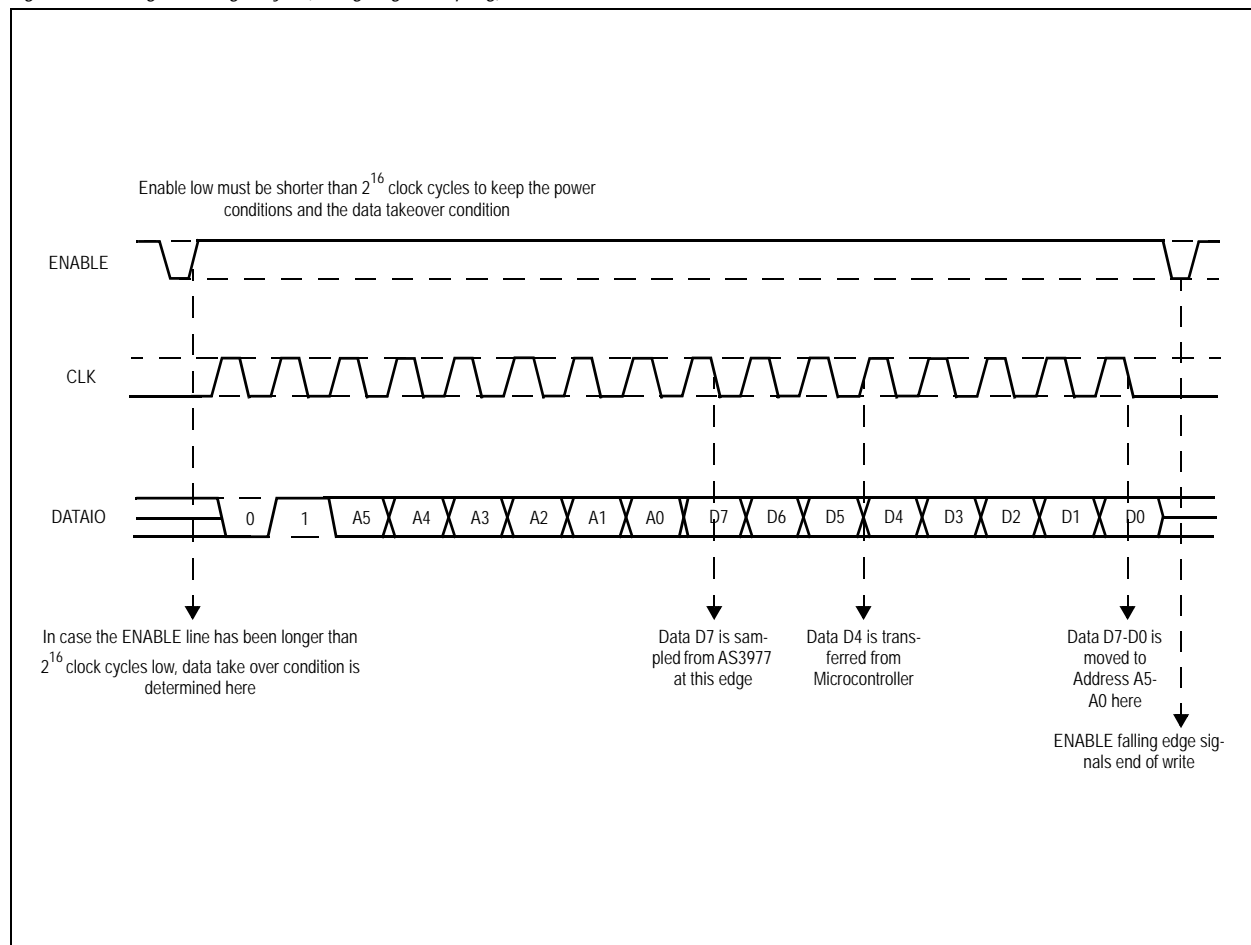 Enable low must be shorter than 2^16 clock cycles to keep the power
conditions and the data takeover condition
ENABLE
CLK
DATAIO
0 1 A5 A4 A3 A2 A1 A0 D7 D6 D5 D4 D3 D2 D1 D0
In case the ENABLE line has been longer than
2^16 clock cycles low, data take over condition is
determined here
Data D7 is sam-
pled from AS3977
at this edge
Data D4 is trans-
ferred from
Microcontroller
Data D7-D0 is
moved to
Address A5-
A0 here
ENABLE falling edge sig-
nals end of write